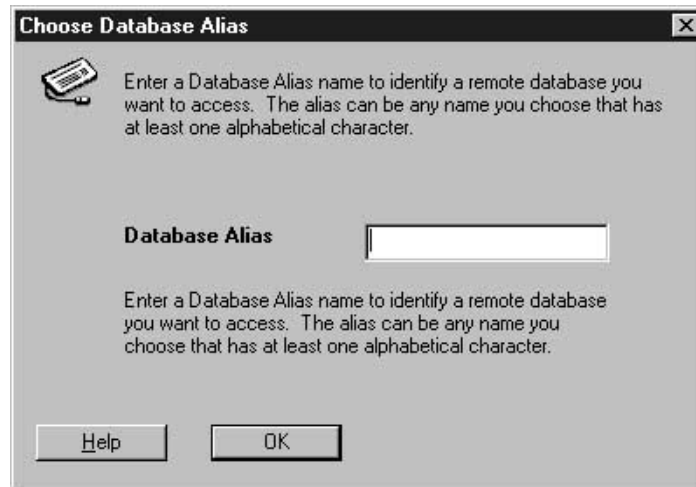 Choose Database Alias
Enter a Database Alias name to identify a remote database you
want to access.  The alias can be any name you choose that has
at least one alphabetical character.
Database Alias
Enter a Database Alias name to identify a remote database
you want to access.  The alias can be any name you
choose that has at least one alphabetical character.
Help
OK